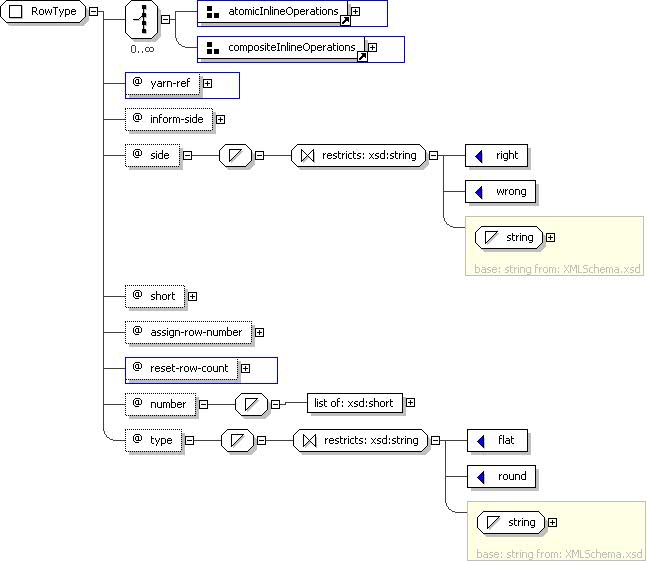 RowType
atomicInlineOperations
0..∞
compositeInlineOperations
@ yarn-ref
@ inform-side
@ side
restricts: xsd:string
right
wrong
string
base: string from: XMLSchema.xsd
@ short
@ assign-row-number
@ reset-row-count
@ number
list of: xsd:short
@ type
restricts: xsd:string
flat
round
string
base: string from: XMLSchema.xsd